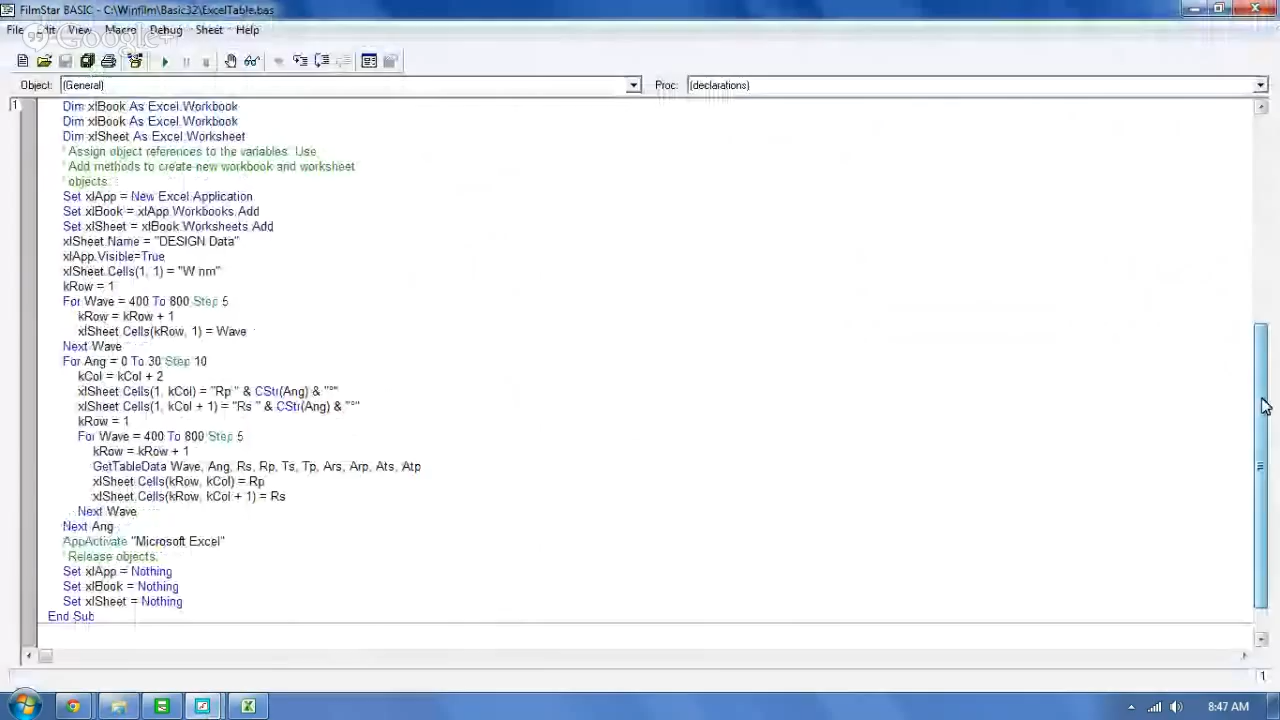 FilmStar BASIC - C:\Winfilm\Basic32\ExcelTable.bas
File Edit View Macro Debug Sheet Help
Google+
Object: (General) Proc: (declarations)
1
Dim xlBook As Excel.Workbook
Dim xlBook As Excel.Workbook
Dim xlSheet As Excel.Worksheet
' Assign object references to the variables. Use
' Add methods to create new workbook and worksheet
' objects.
Set xlApp = New Excel.Application
Set xlBook = xlApp.Workbooks.Add
Set xlSheet = xlBook.Worksheets.Add
xlSheet.Name = "DESIGN Data"
xlApp.Visible=True
xlSheet.Cells(1, 1) = "W nm"
kRow = 1
For Wave = 400 To 800 Step 5
kRow = kRow + 1
xlSheet.Cells(kRow, 1) = Wave
Next Wave
For Ang = 0 To 30 Step 10
kCol = kCol + 2
xlSheet.Cells(1, kCol) = "Rp " & CStr(Ang) & "°"
xlSheet.Cells(1, kCol + 1) = "Rs " & CStr(Ang) & "°"
kRow = 1
For Wave = 400 To 800 Step 5
kRow = kRow + 1
GetTableData Wave, Ang, Rs, Rp, Ts, Tp, Ars, Arp, Ats, Atp
xlSheet.Cells(kRow, kCol) = Rp
xlSheet.Cells(kRow, kCol + 1) = Rs
Next Wave
Next Ang
AppActivate "Microsoft Excel"
' Release objects.
Set xlApp = Nothing
Set xlBook = Nothing
Set xlSheet = Nothing
End Sub
1
8:47 AM